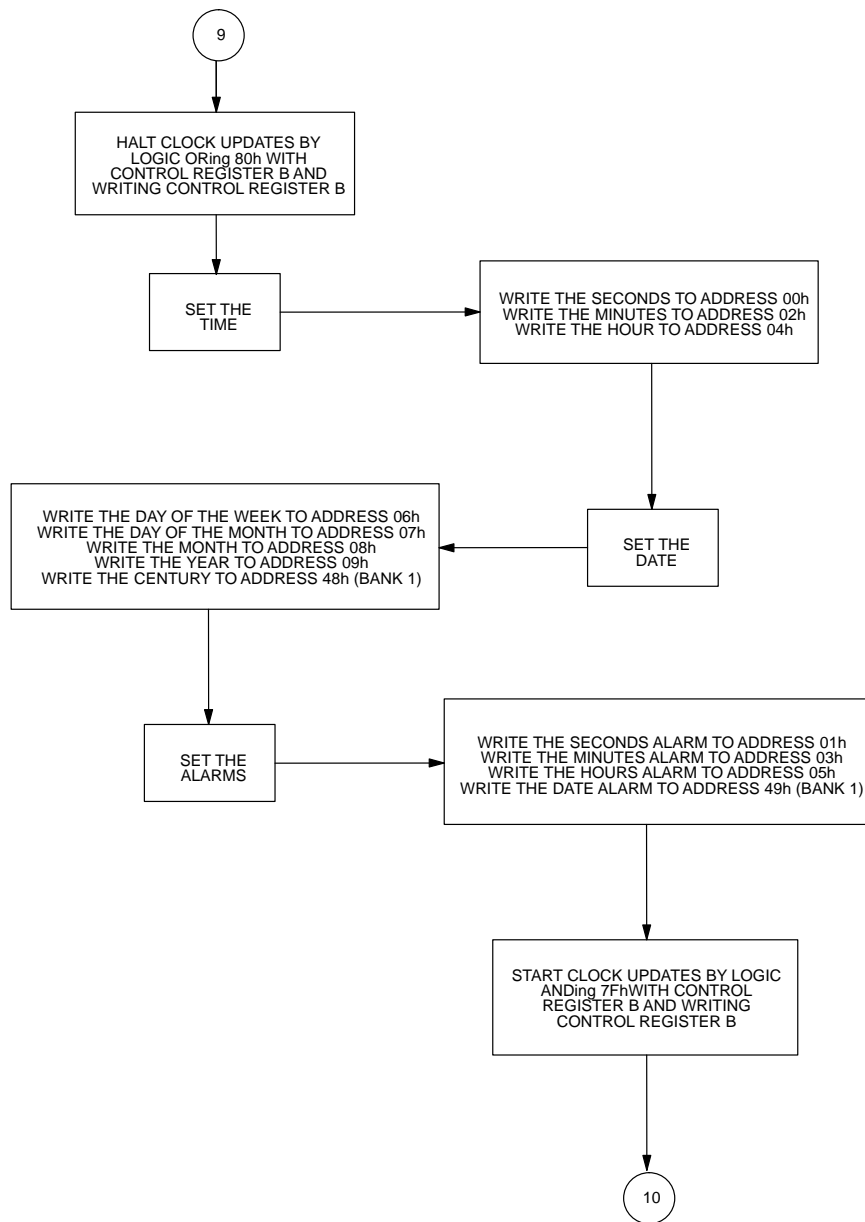 9
HALT CLOCK UPDATES BY
LOGIC ORing 80h WITH
CONTROL REGISTER B AND
WRITING CONTROL REGISTER B
SET THE
TIME
WRITE THE SECONDS TO ADDRESS 00h
WRITE THE MINUTES TO ADDRESS 02h
WRITE THE HOUR TO ADDRESS 04h
SET THE
DATE
WRITE THE DAY OF THE WEEK TO ADDRESS 06h
WRITE THE DAY OF THE MONTH TO ADDRESS 07h
WRITE THE MONTH TO ADDRESS 08h
WRITE THE YEAR TO ADDRESS 09h
WRITE THE CENTURY TO ADDRESS 48h (BANK 1)
SET THE
ALARMS
WRITE THE SECONDS ALARM TO ADDRESS 01h
WRITE THE MINUTES ALARM TO ADDRESS 03h
WRITE THE HOURS ALARM TO ADDRESS 05h
WRITE THE DATE ALARM TO ADDRESS 49h (BANK 1)
START CLOCK UPDATES BY LOGIC
ANDing 7FhWITH CONTROL
REGISTER B AND WRITING
CONTROL REGISTER B
10